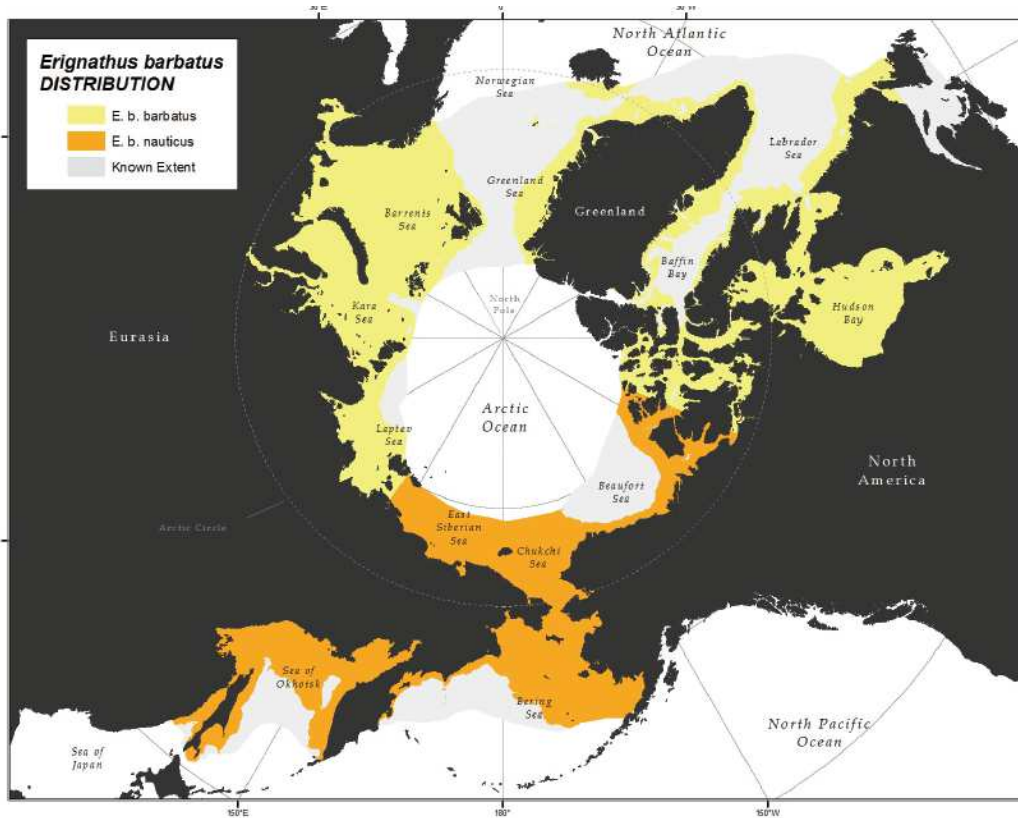 Erignathus barbatus
DISTRIBUTION
E. b. barbatus
E. b. nauticus
Known Extent
North Atlantic
Ocean
Norwegian
Sea
Labrador
Sea
Greenland
Sea
Greenland
Barrents
Sea
Baffin
Bay
Hudson
Bay
Kara
Sea
North
Pole
Eurasia
Arctic
Ocean
Laptev
Sea
North
America
Beaufort
Sea
East
Siberian
Sea
Arctic Circle
Chukchi
Sea
Sea of
Okhotsk
Bering
Sea
North Pacific
Ocean
Sea of
Japan
150°E
180°
150°W